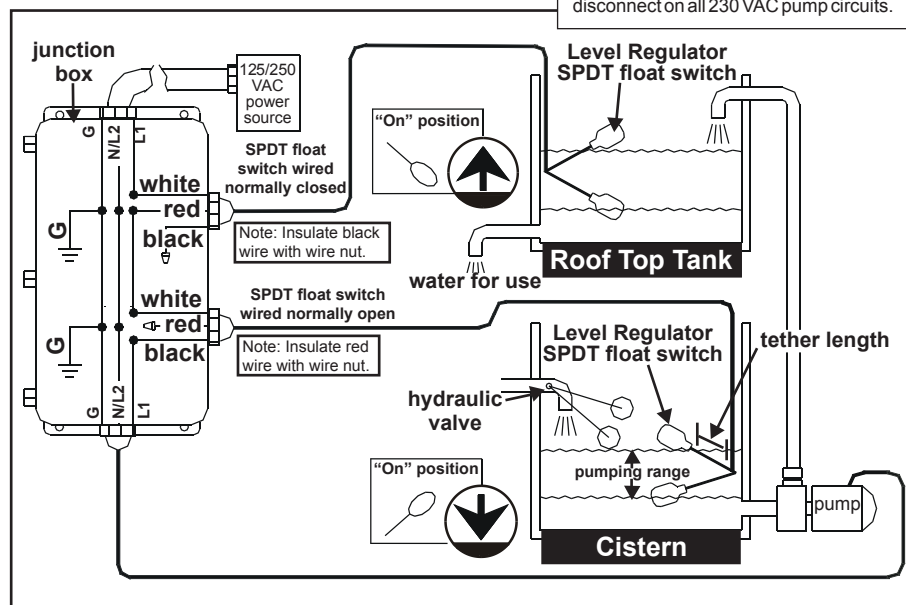 disconnect on all 230 VAC pump circuits.
junction
box
125/250
VAC
power
source
G
N/L2
L1
SPDT float
switch wired
normally closed
white
red
black
G
Note: Insulate black
wire with wire nut.
"On" position
Level Regulator
SPDT float switch
water for use
Roof Top Tank
white
red
black
G
SPDT float switch
wired normally open
Note: Insulate red
wire with wire nut.
G
N/L2
L1
Level Regulator
SPDT float switch
tether length
hydraulic
valve
pumping range
"On" position
pump
Cistern